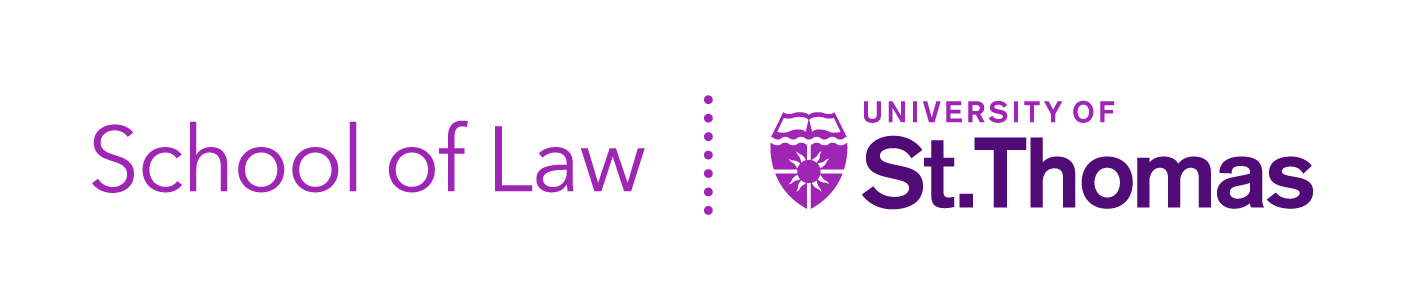 School of Law
UNIVERSITY OF
St.Thomas